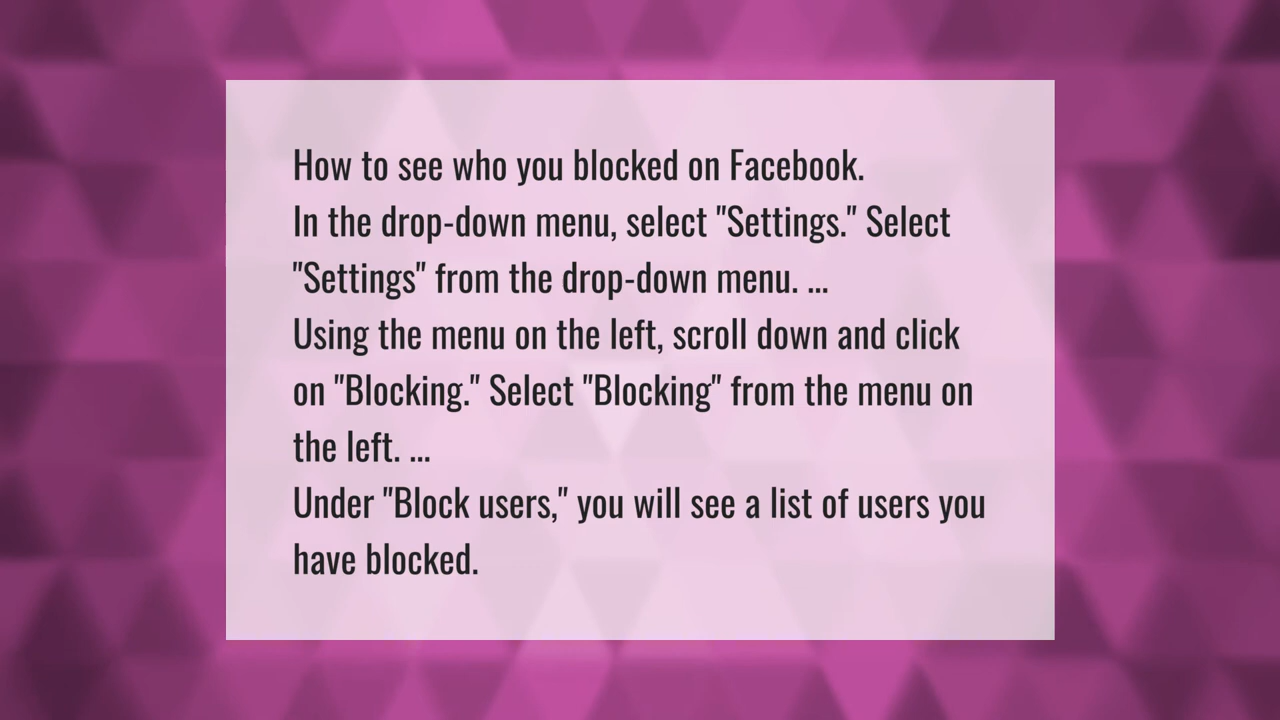 How to see who you blocked on Facebook.
In the drop-down menu, select "Settings." Select
"Settings" from the drop-down menu. ...
Using the menu on the left, scroll down and click
on "Blocking." Select "Blocking" from the menu on
the left. ...
Under "Block users," you will see a list of users you
have blocked.